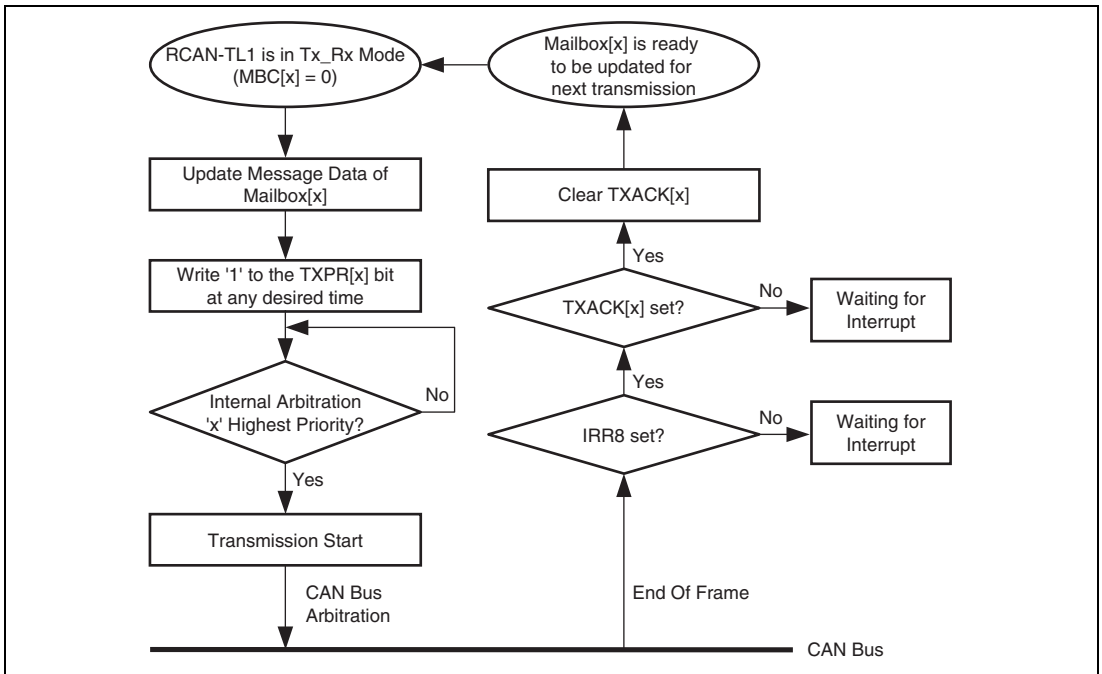 RCAN-TL1 is in Tx_Rx Mode
(MBC[x] = 0)
Update Message Data of
Mailbox[x]
Write '1' to the TXPR[x] bit
at any desired time
Internal Arbitration
'x' Highest Priority?
No
Yes
Transmission Start
CAN Bus
Arbitration
Mailbox[x] is ready
to be updated for
next transmission
Clear TXACK[x]
Yes
TXACK[x] set?
No
Waiting for
Interrupt
Yes
IRR8 set?
No
Waiting for
Interrupt
End Of Frame
CAN Bus